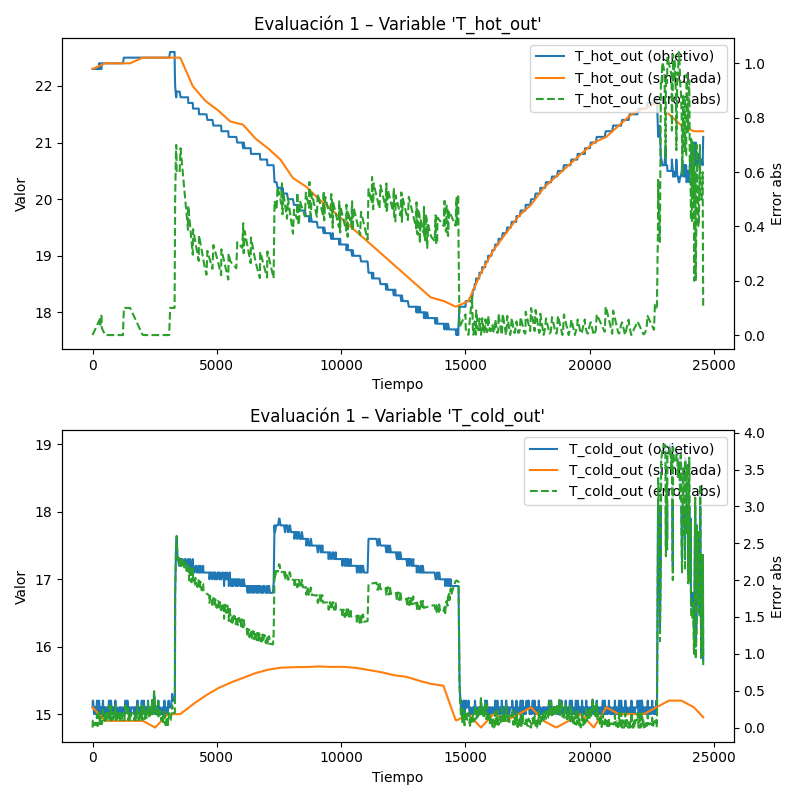 Evaluación 1 – Variable 'T_hot_out'
T_hot_out (objetivo)
T_hot_out (simulada)
T_hot_out (error abs)
Valor
22
21
20
19
18
Error abs
1.0
0.8
0.6
0.4
0.2
0.0
0
5000
10000
15000
20000
25000
Tiempo
Evaluación 1 – Variable 'T_cold_out'
T_cold_out (objetivo)
T_cold_out (simulada)
T_cold_out (error abs)
Valor
19
18
17
16
15
Error abs
4.0
3.5
3.0
2.5
2.0
1.5
1.0
0.5
0.0
0
5000
10000
15000
20000
25000
Tiempo